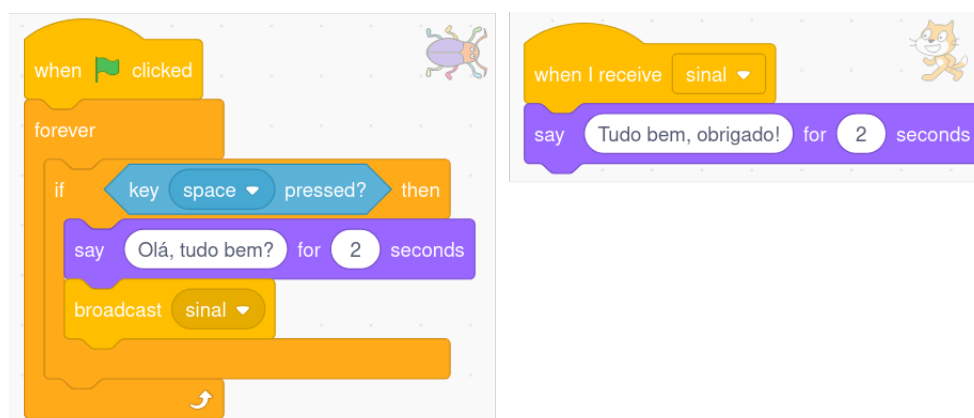 when clicked
forever
if key space pressed? then
say Olá, tudo bem? for 2 seconds
broadcast sinal
when I receive sinal
say Tudo bem, obrigado! for 2 seconds